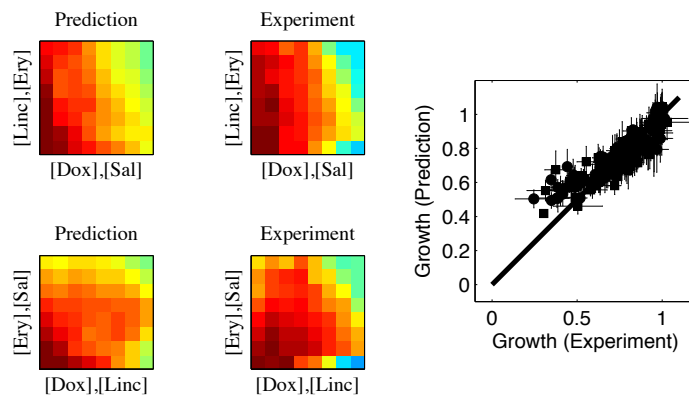 Prediction
Experiment
[Linc],[Ery]
[Linc],[Ery]
[Dox],[Sal]
[Dox],[Sal]
Prediction
Experiment
[Ery],[Sal]
[Ery],[Sal]
[Dox],[Linc]
[Dox],[Linc]
Growth (Prediction)
1
0.8
0.6
0.4
0.2
0
0 0.5 1
Growth (Experiment)